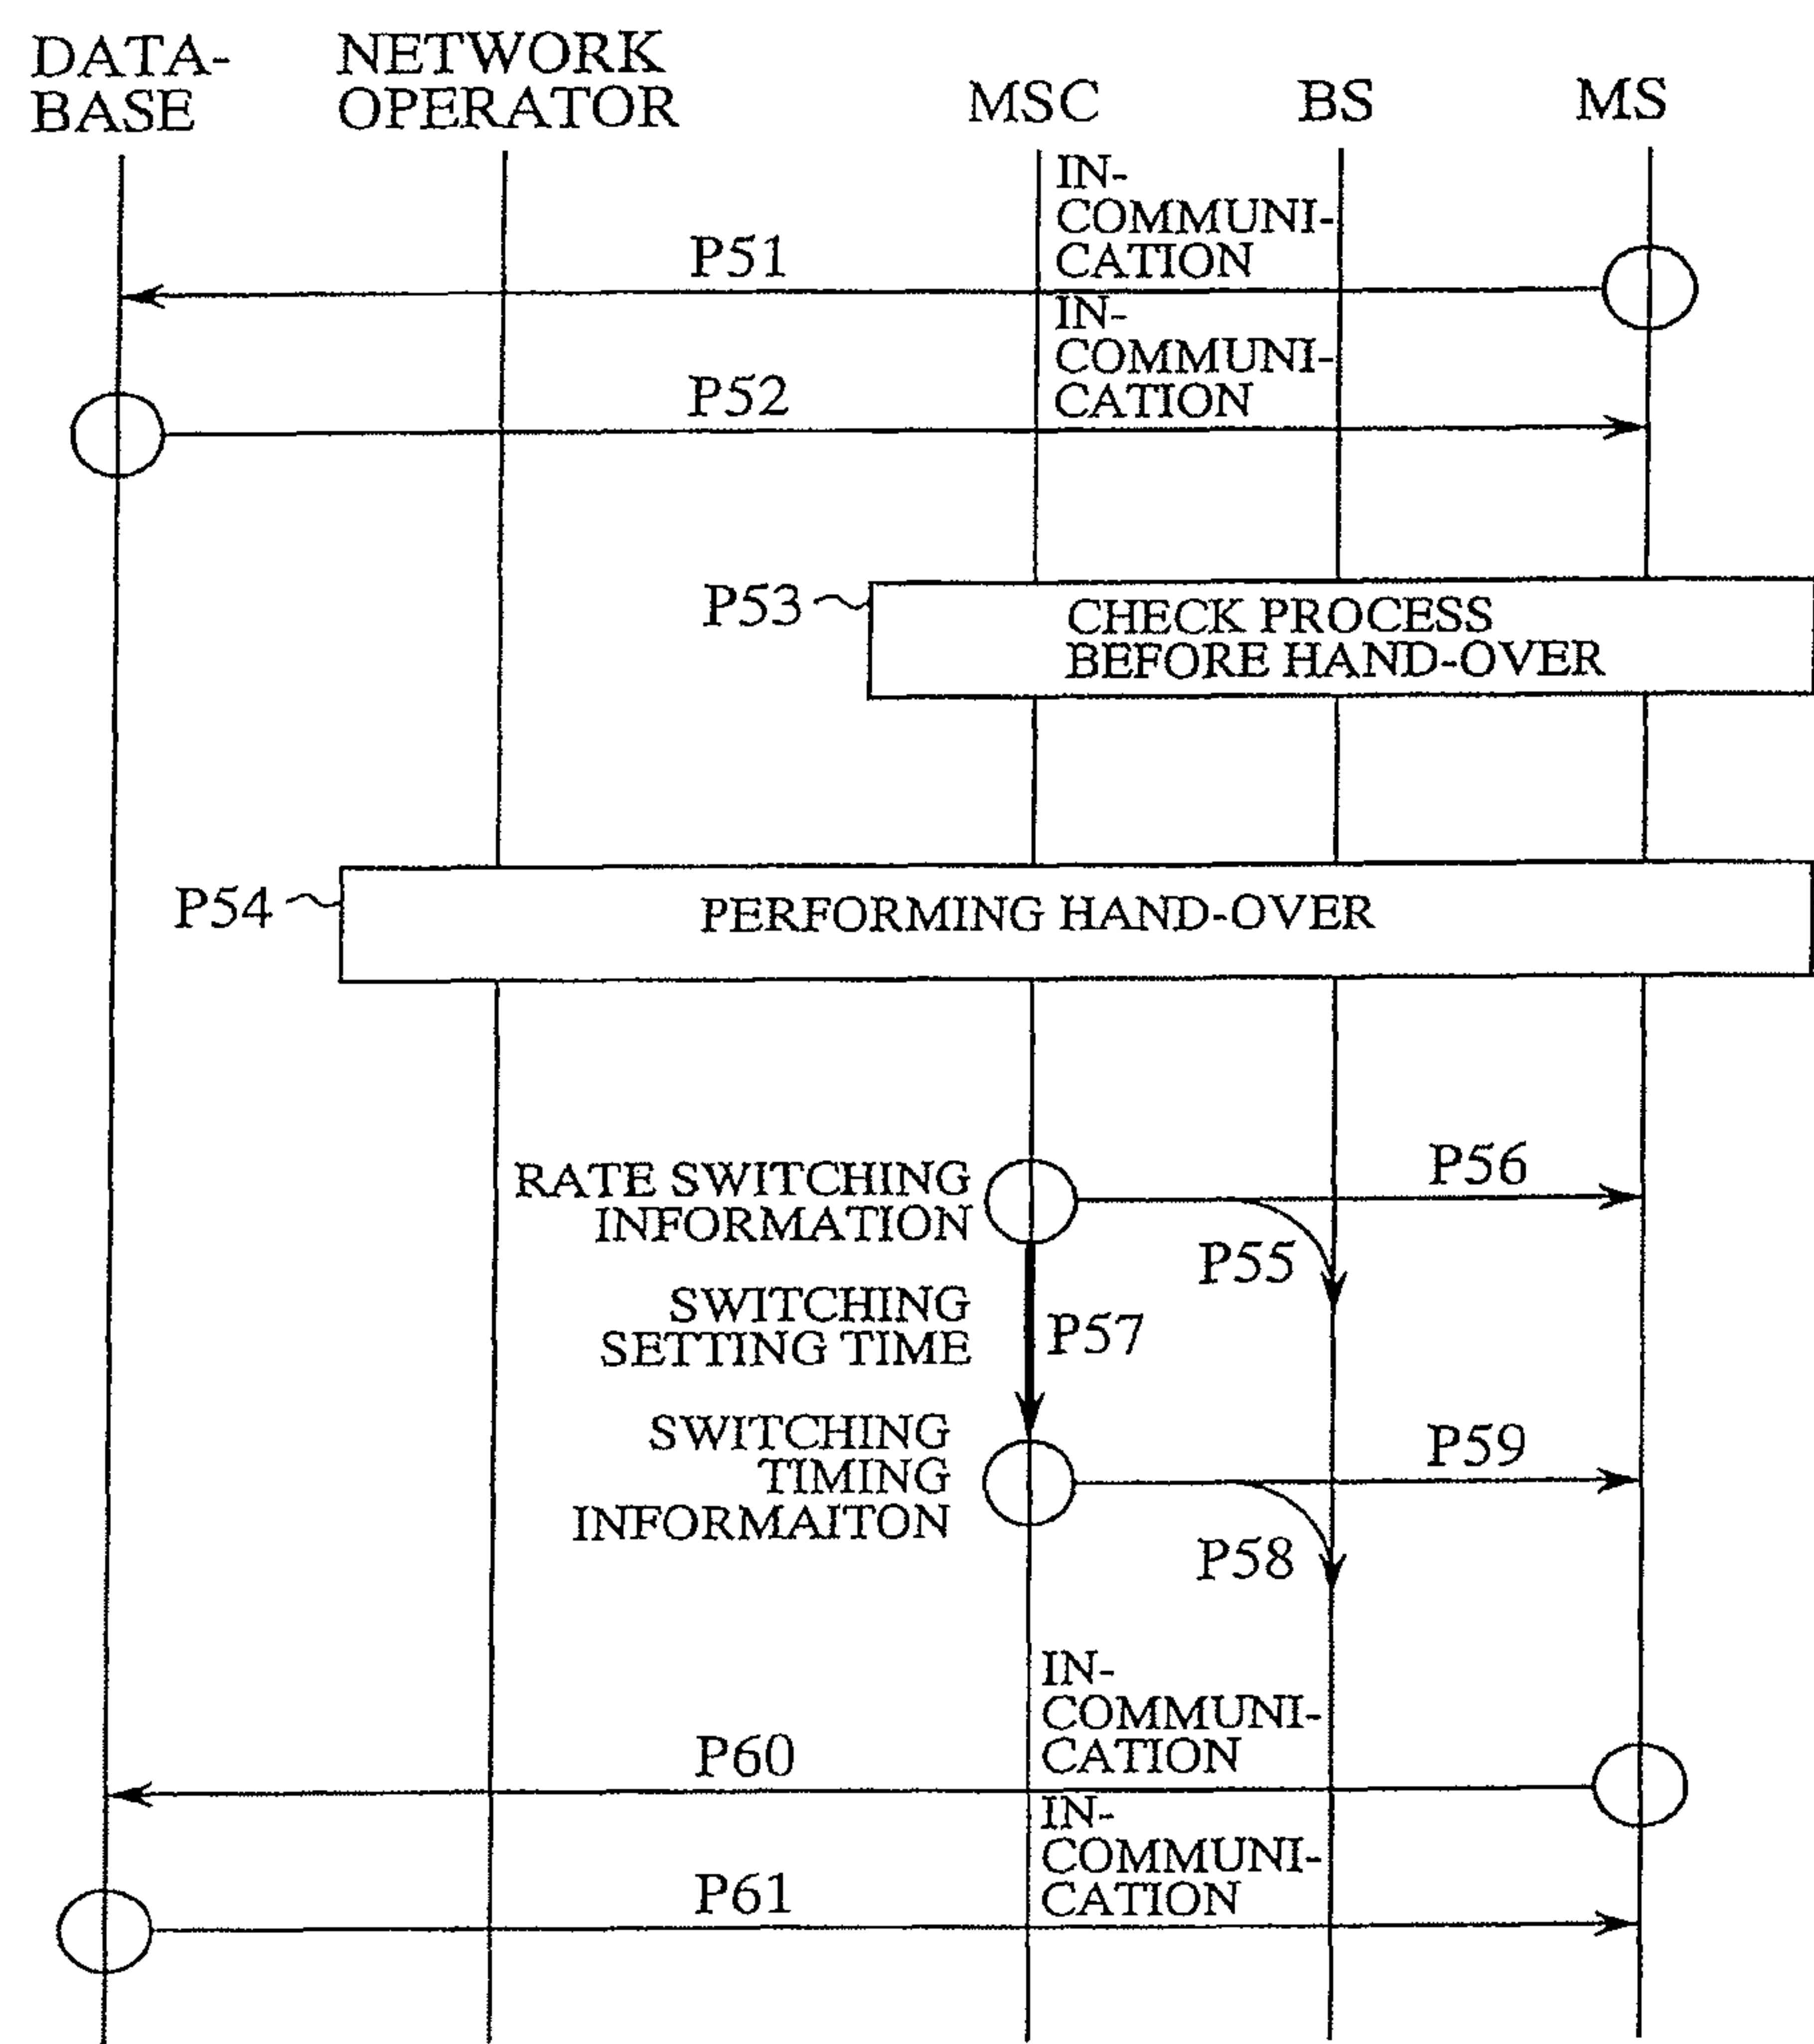 DATA-
BASE
NETWORK
OPERATOR
MSC
BS
MS
IN-
COMMUNI-
CATION
P51
IN-
COMMUNI-
CATION
P52
P53
CHECK PROCESS
BEFORE HAND-OVER
P54
PERFORMING HAND-OVER
RATE SWITCHING
INFORMATION
P56
P55
SWITCHING
SETTING TIME
P57
SWITCHING
TIMING
INFORMAITON
P59
P58
IN-
COMMUNI-
CATION
P60
IN-
COMMUNI-
CATION
P61